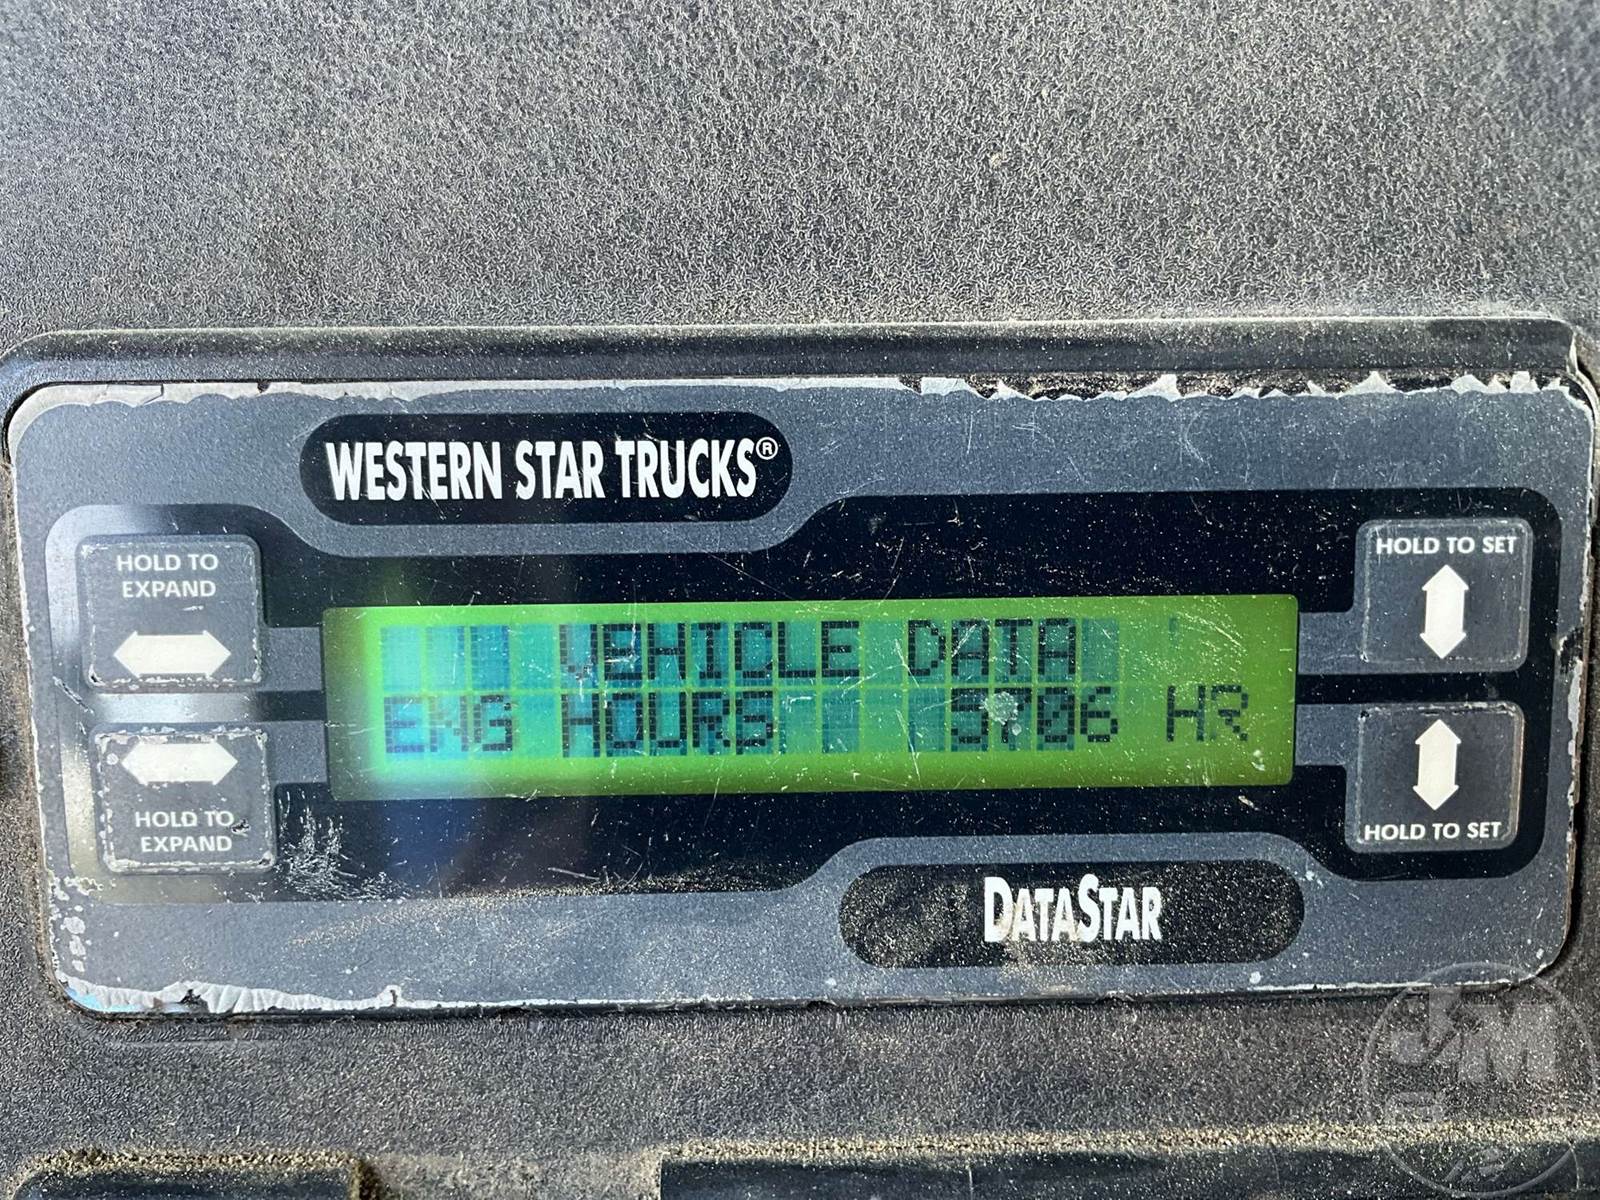 WESTERN STAR TRUCKS®
HOLD TO
EXPAND
HOLD TO SET
VEHICLE DATA
ENG HOURS 5706 HR
HOLD TO
EXPAND
HOLD TO SET
DATASTAR
JM